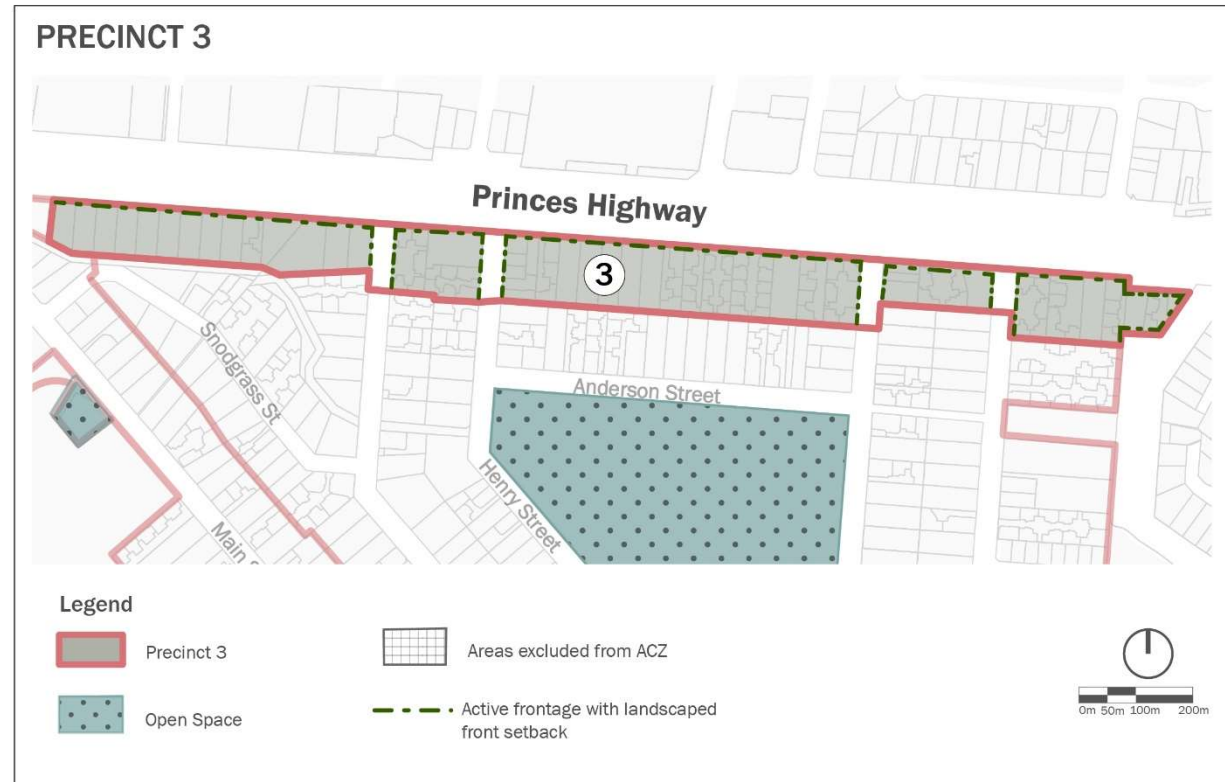 PRECINCT 3
Princes Highway
3
Snodgrass St
Anderson Street
Henry Street
Main S
Legend
Precinct 3
Areas excluded from ACZ
Open Space
Active frontage with landscaped
front setback
0m 50m 100m 200m